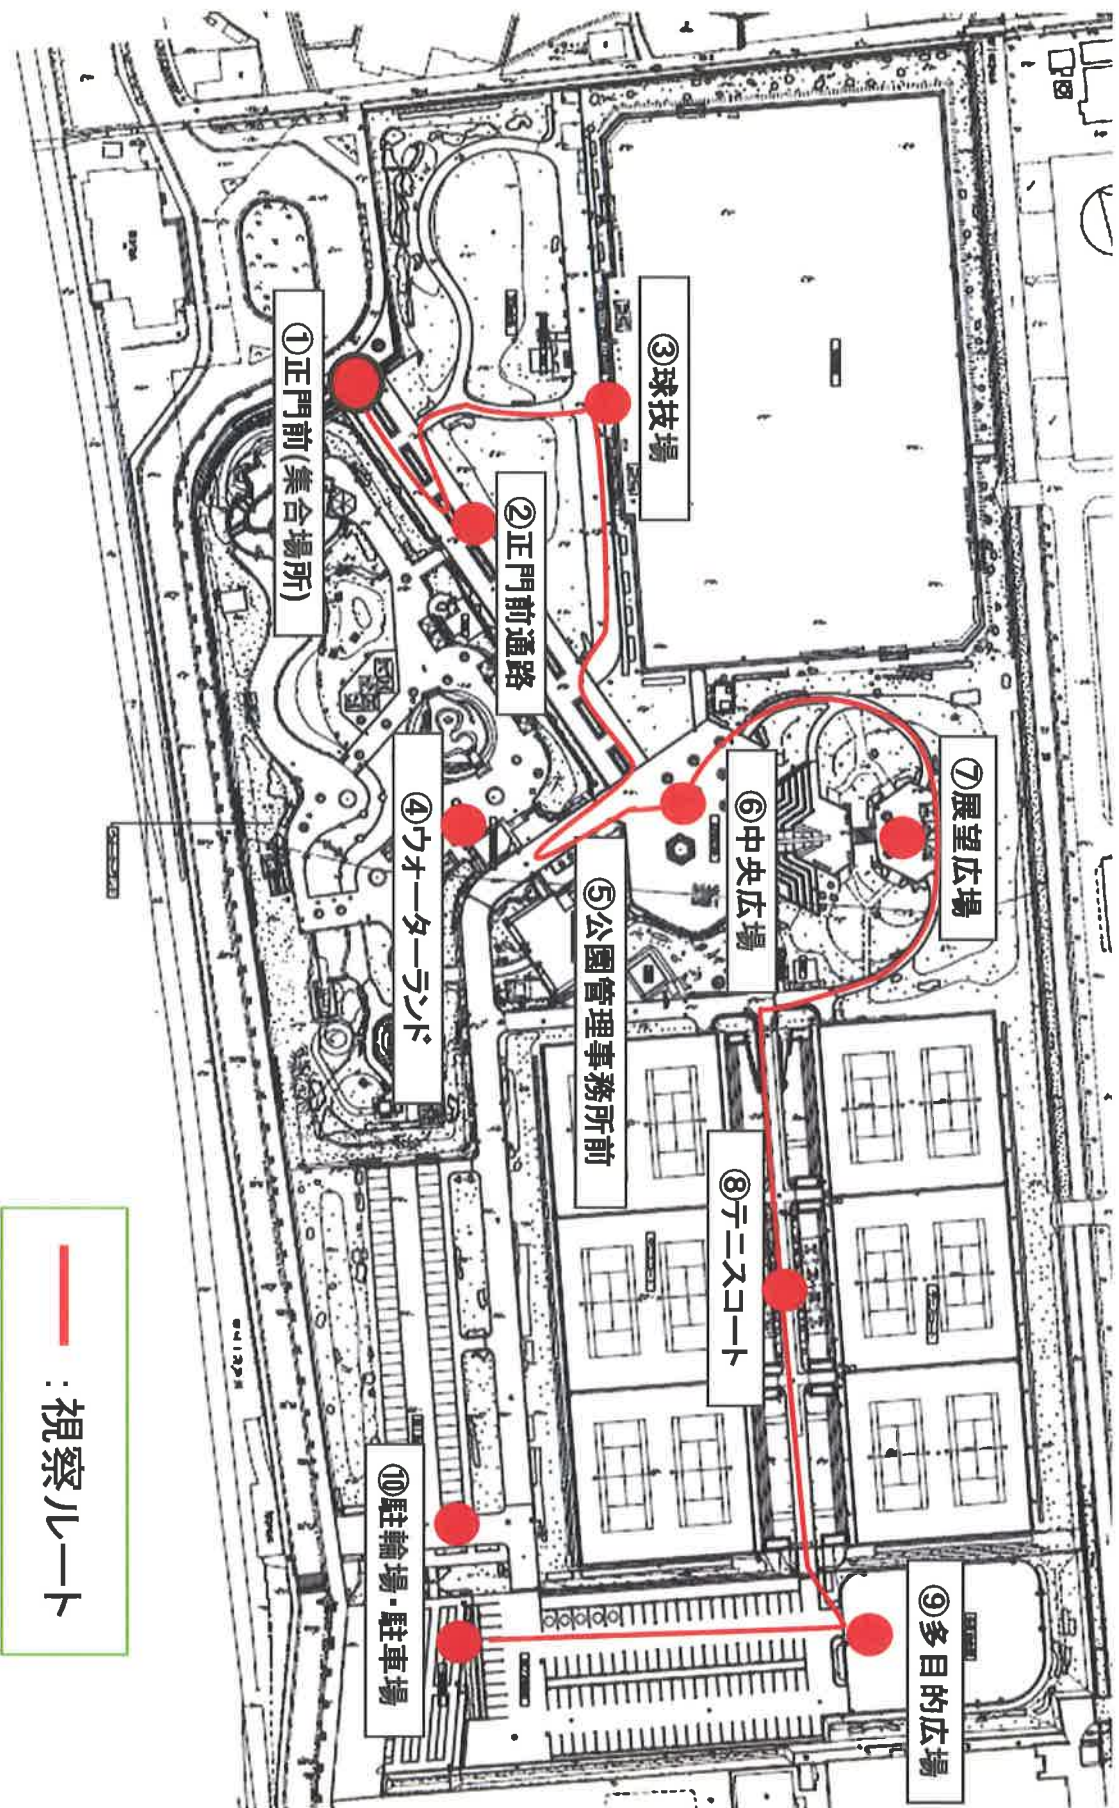 ①正門前(集合場所)
②正門前通路
③球技場
④ウォーターランド
⑤公園管理事務所前
⑥中央広場
⑦展望広場
⑧テニスコート
⑨多目的広場
⑩駐輪場・駐車場
：視察ルート